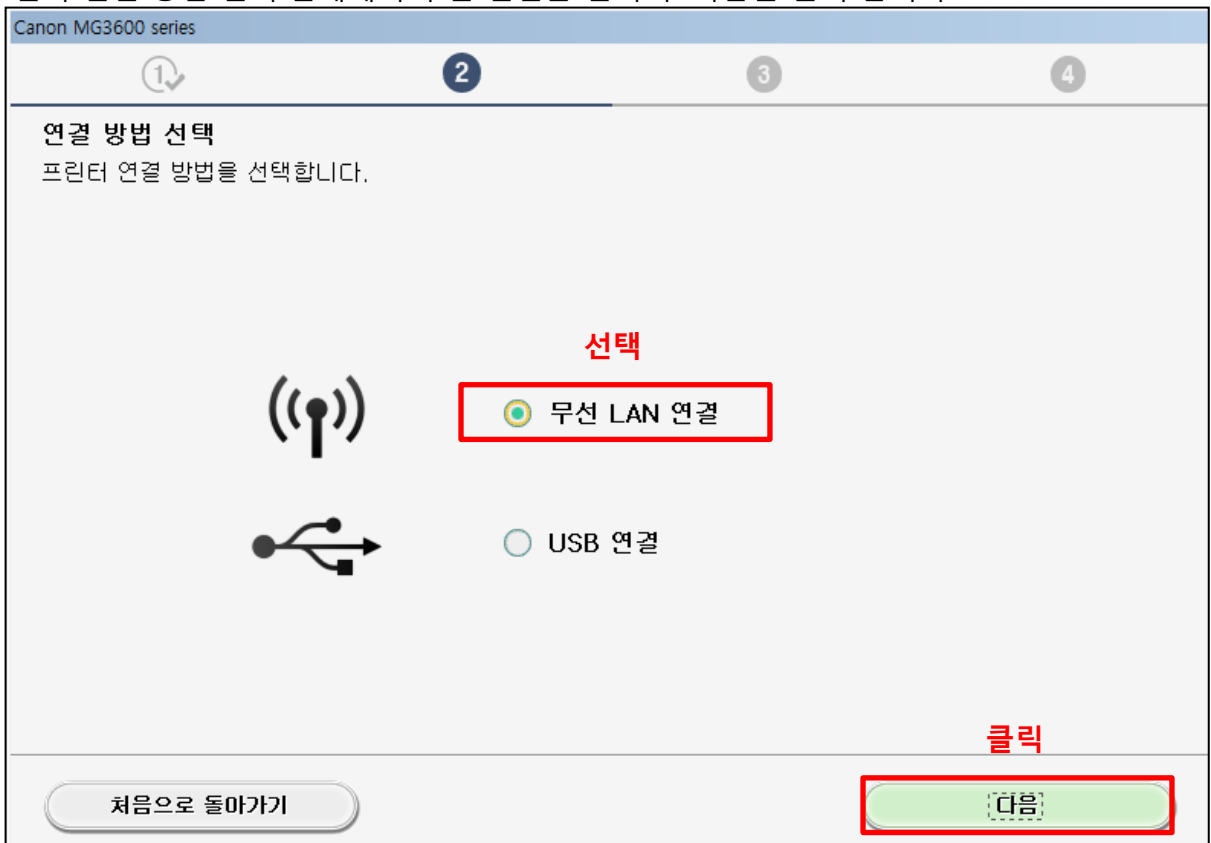 Canon MG3600 series
1
2
3
4
연결 방법 선택
프린터 연결 방법을 선택합니다.
선택
무선 LAN 연결
USB 연결
클릭
처음으로 돌아가기
다음